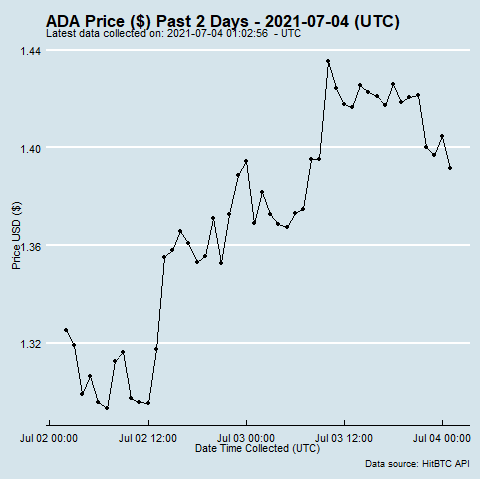 ADA Price ($) Past 2 Days - 2021-07-04 (UTC)
Latest data collected on: 2021-07-04 01:02:56  - UTC
1.44
1.40
1.36
1.32
Price USD ($)
Jul 02 00:00 Jul 02 12:00 Jul 03 00:00 Jul 03 12:00 Jul 04 00:00
Date Time Collected (UTC)
Data source: HitBTC API